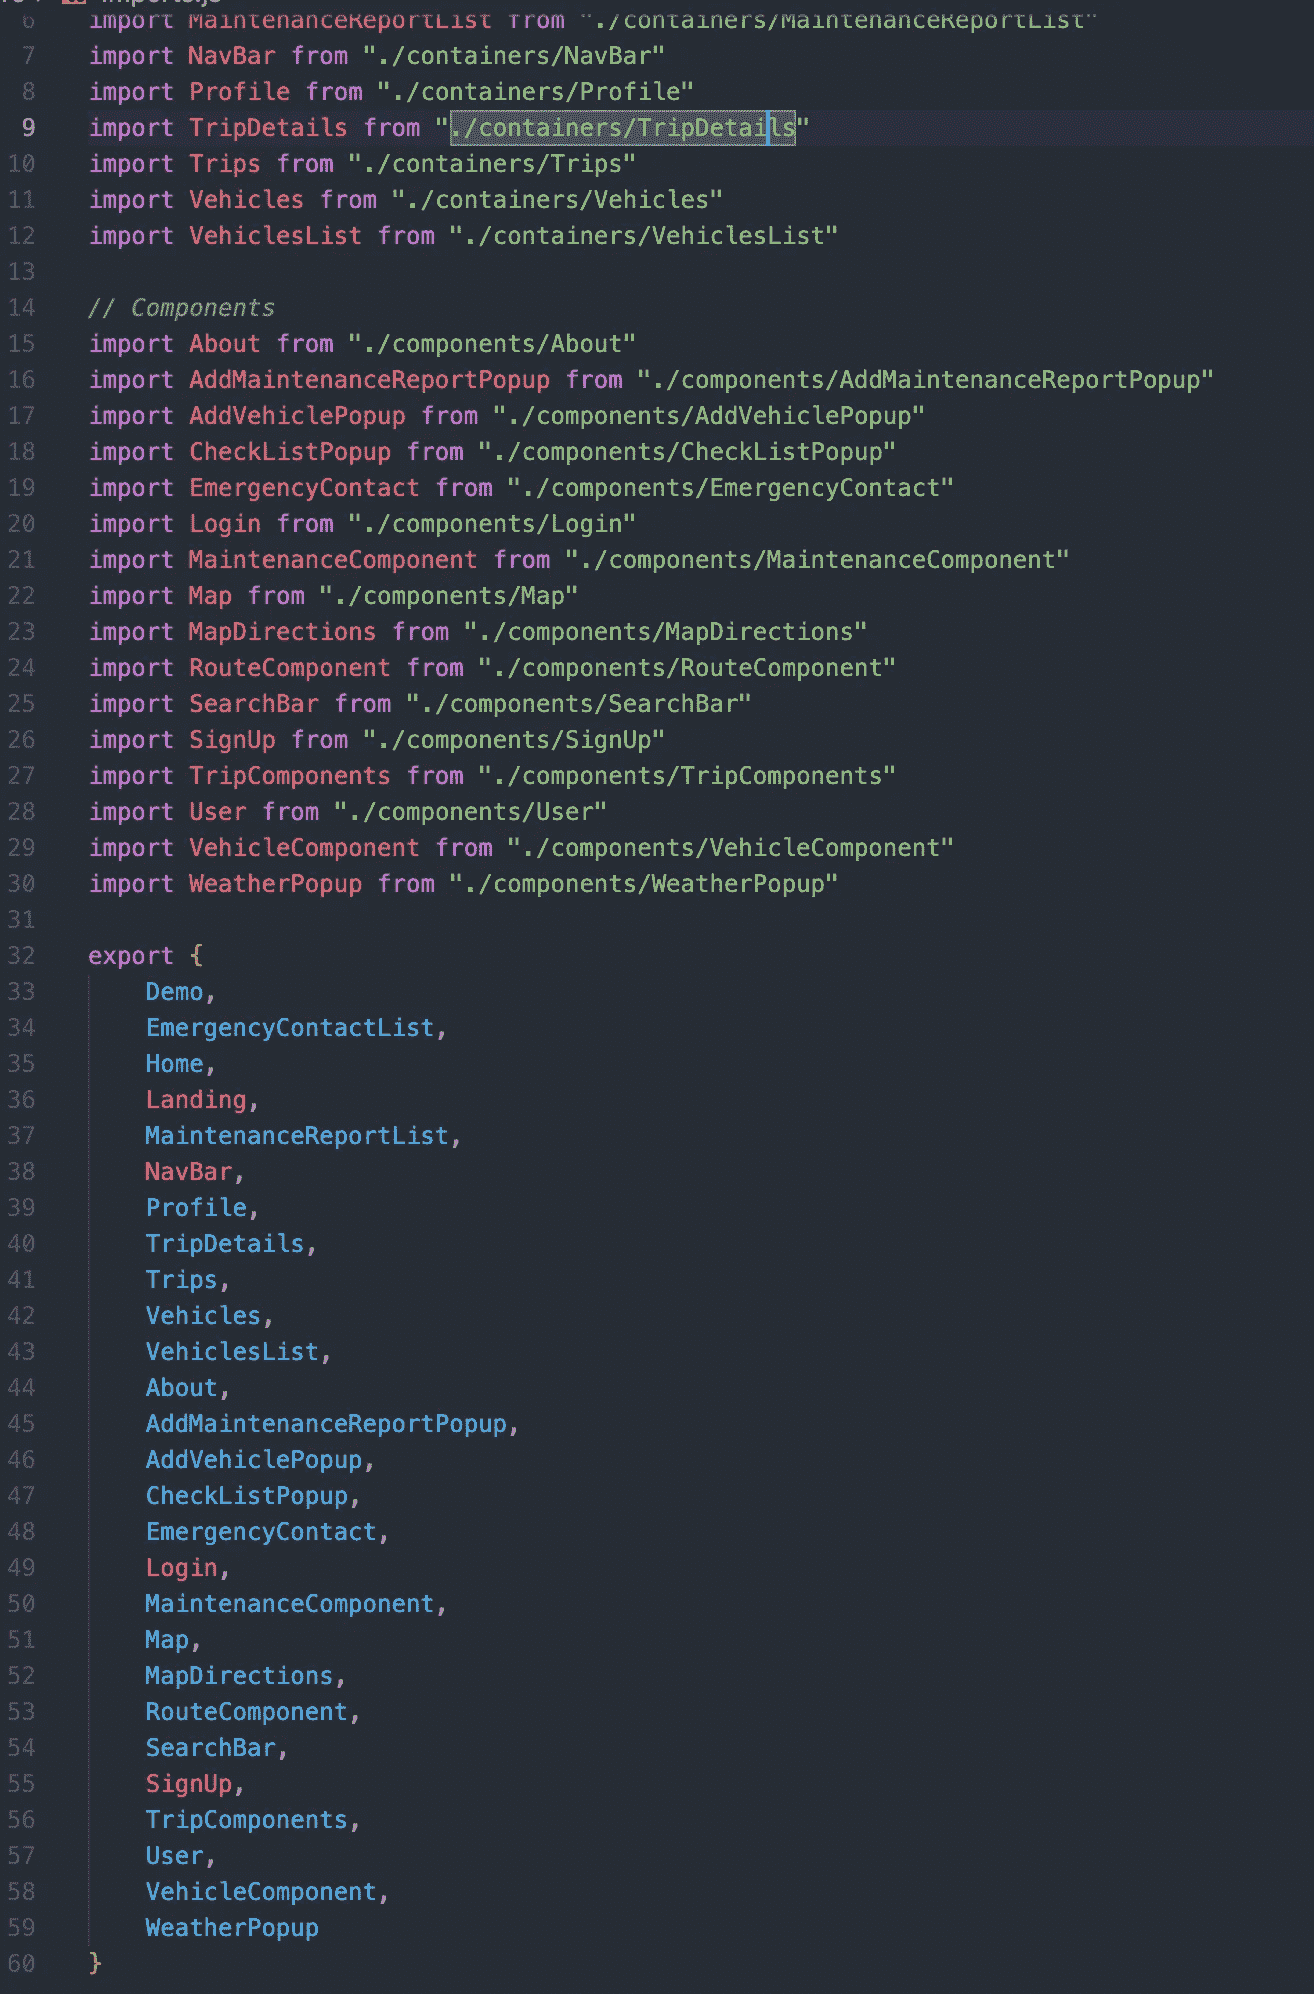 imports.js
6 import MaintenanceReportList from "./containers/MaintenanceReportList"
7 import NavBar from "./containers/NavBar"
8 import Profile from "./containers/Profile"
9 import TripDetails from "./containers/TripDetails"
10 import Trips from "./containers/Trips"
11 import Vehicles from "./containers/Vehicles"
12 import VehiclesList from "./containers/VehiclesList"
13
14 // Components
15 import About from "./components/About"
16 import AddMaintenanceReportPopup from "./components/AddMaintenanceReportPopup"
17 import AddVehiclePopup from "./components/AddVehiclePopup"
18 import CheckListPopup from "./components/CheckListPopup"
19 import EmergencyContact from "./components/EmergencyContact"
20 import Login from "./components/Login"
21 import MaintenanceComponent from "./components/MaintenanceComponent"
22 import Map from "./components/Map"
23 import MapDirections from "./components/MapDirections"
24 import RouteComponent from "./components/RouteComponent"
25 import SearchBar from "./components/SearchBar"
26 import SignUp from "./components/SignUp"
27 import TripComponents from "./components/TripComponents"
28 import User from "./components/User"
29 import VehicleComponent from "./components/VehicleComponent"
30 import WeatherPopup from "./components/WeatherPopup"
31
32 export {
33 Demo,
34 EmergencyContactList,
35 Home,
36 Landing,
37 MaintenanceReportList,
38 NavBar,
39 Profile,
40 TripDetails,
41 Trips,
42 Vehicles,
43 VehiclesList,
44 About,
45 AddMaintenanceReportPopup,
46 AddVehiclePopup,
47 CheckListPopup,
48 EmergencyContact,
49 Login,
50 MaintenanceComponent,
51 Map,
52 MapDirections,
53 RouteComponent,
54 SearchBar,
55 SignUp,
56 TripComponents,
57 User,
58 VehicleComponent,
59 WeatherPopup
60 }